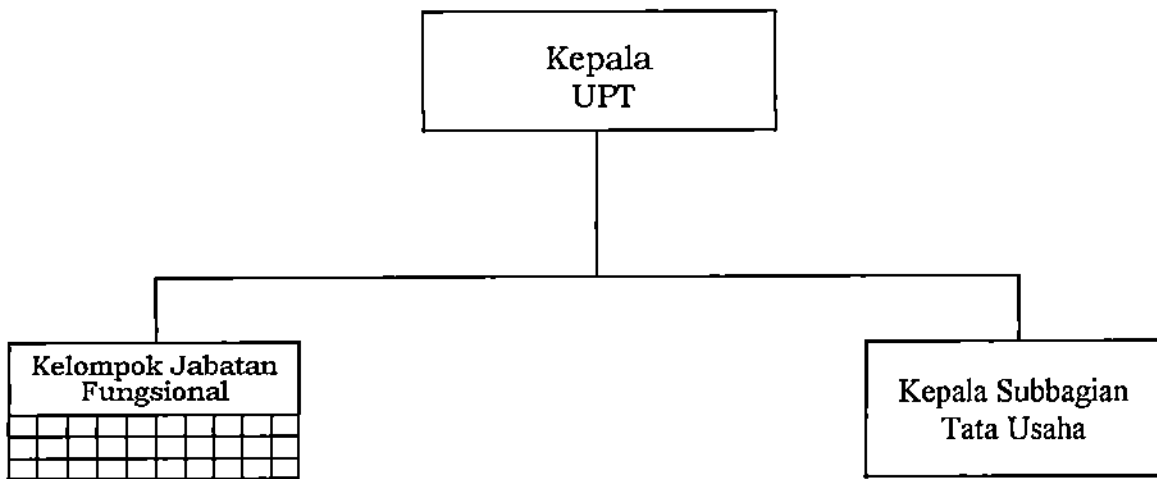 Kepala
UPT
Kelompok Jabatan
Fungsional
Kepala Subbagian
Tata Usaha